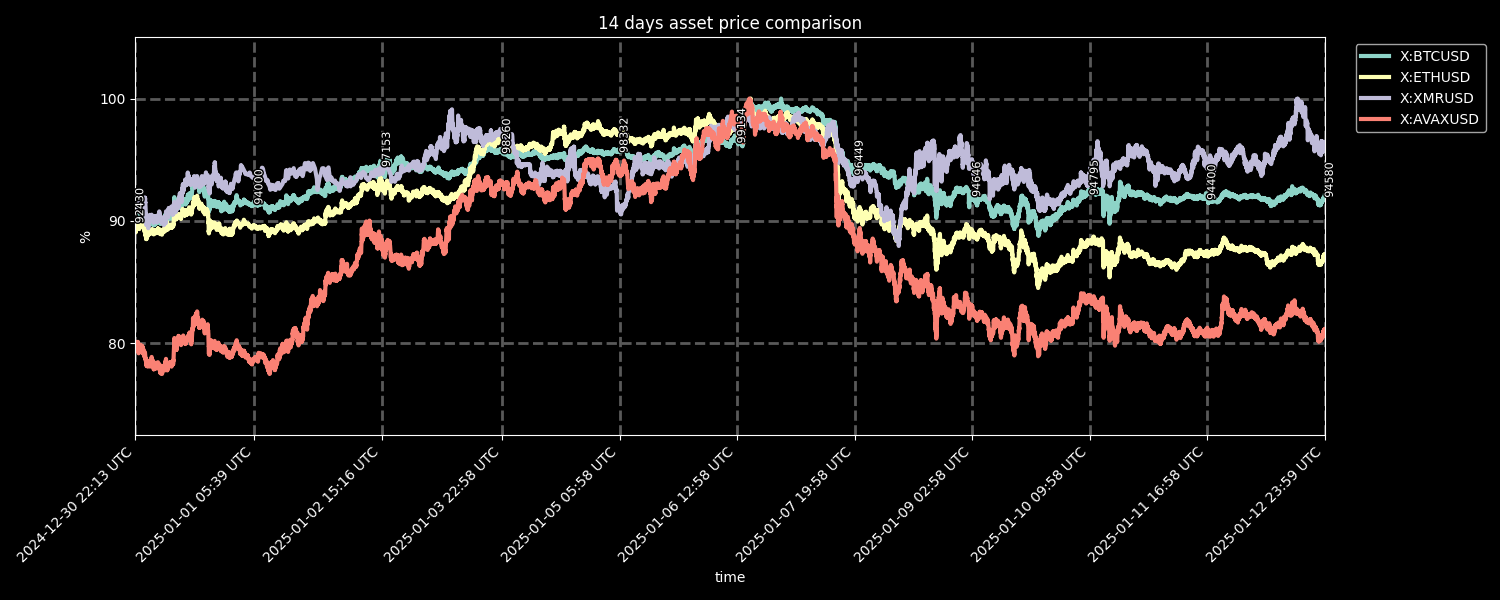 14 days asset price comparison
X:BTCUSD
X:ETHUSD
X:XMRUSD
X:AVAXUSD
100
90
80
%
92430
94000
97153
98260
98332
99134
96449
94646
94795
94400
94580
2024-12-30 22:13 UTC
2025-01-01 05:39 UTC
2025-01-02 15:16 UTC
2025-01-03 22:58 UTC
2025-01-05 05:58 UTC
2025-01-06 12:58 UTC
2025-01-07 19:58 UTC
2025-01-09 02:58 UTC
2025-01-10 09:58 UTC
2025-01-11 16:58 UTC
2025-01-12 23:59 UTC
time